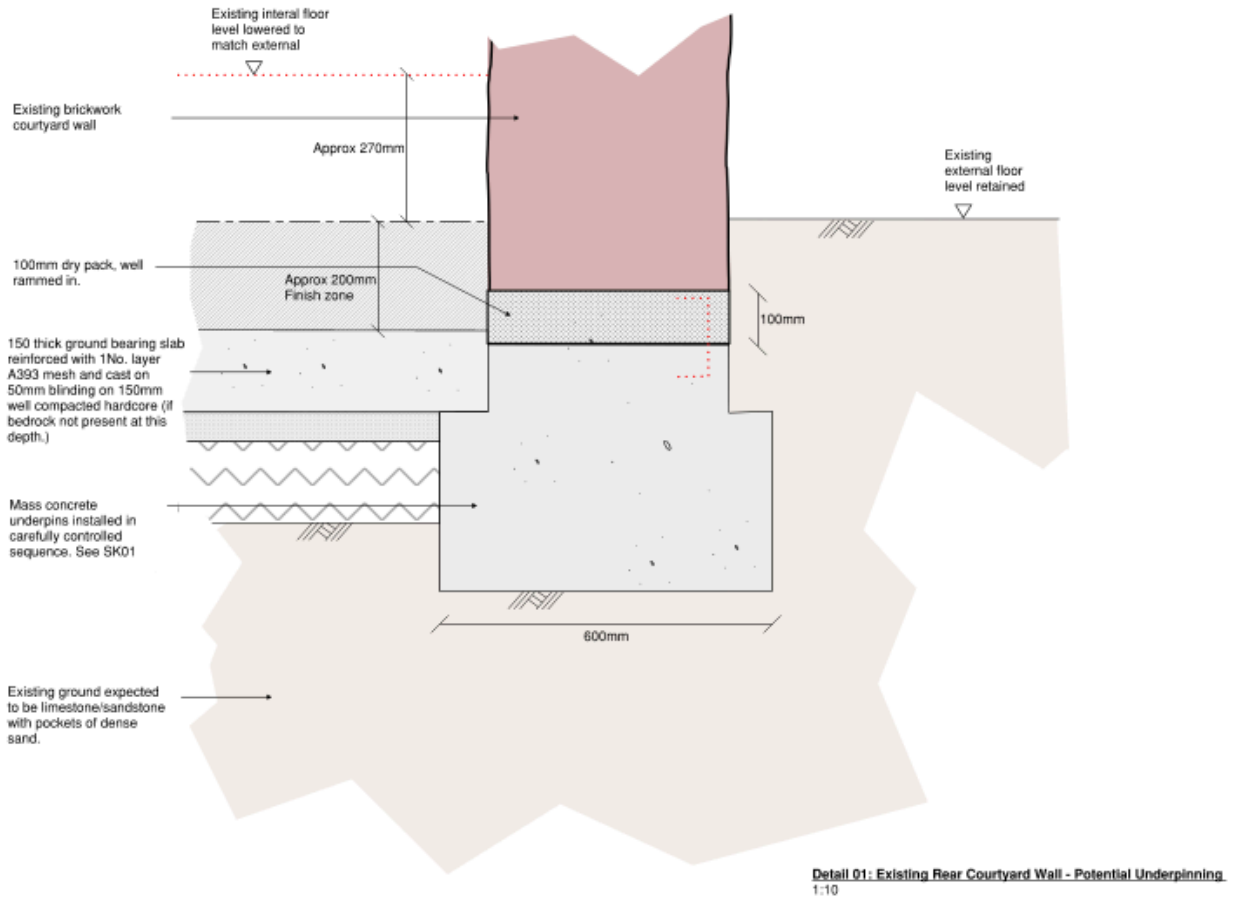 Existing interal floor
level lowered to
match external
Existing brickwork
courtyard wall
Approx 270mm
Existing
external floor
level retained
100mm dry pack, well
rammed in.
Approx 200mm
Finish zone
100mm
150 thick ground bearing slab
reinforced with 1No. layer
A393 mesh and cast on
50mm blinding on 150mm
well compacted hardcore (if
bedrock not present at this
depth.)
Mass concrete
underpins installed in
carefully controlled
sequence. See SK01
600mm
Existing ground expected
to be limestone/sandstone
with pockets of dense
sand.
Detail 01: Existing Rear Courtyard Wall - Potential Underpinning
1:10